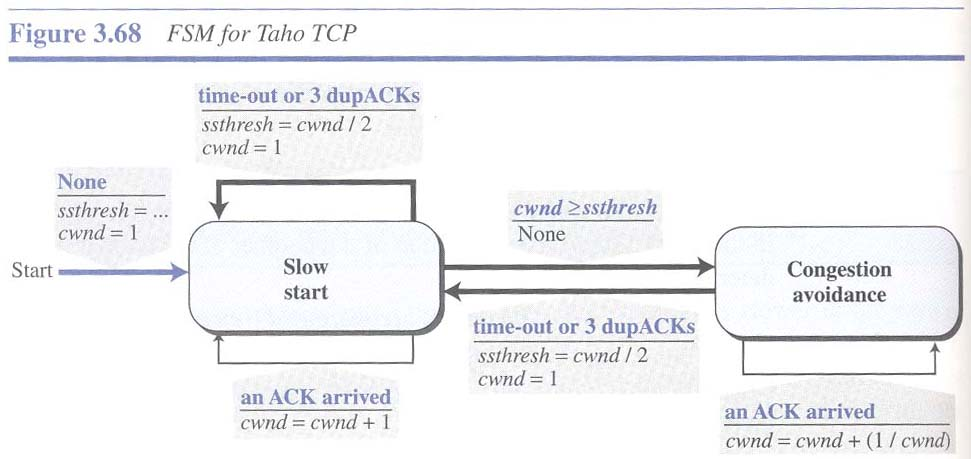 Figure 3.68 FSM for Taho TCP
time-out or 3 dupACKs
ssthresh = cwnd / 2
cwnd = 1
None
ssthresh = ...
cwnd = 1
Start
Slow
start
cwnd ≥ssthresh
None
Congestion
avoidance
time-out or 3 dupACKs
ssthresh = cwnd / 2
cwnd = 1
an ACK arrived
cwnd = cwnd + 1
an ACK arrived
cwnd = cwnd + (1 / cwnd)